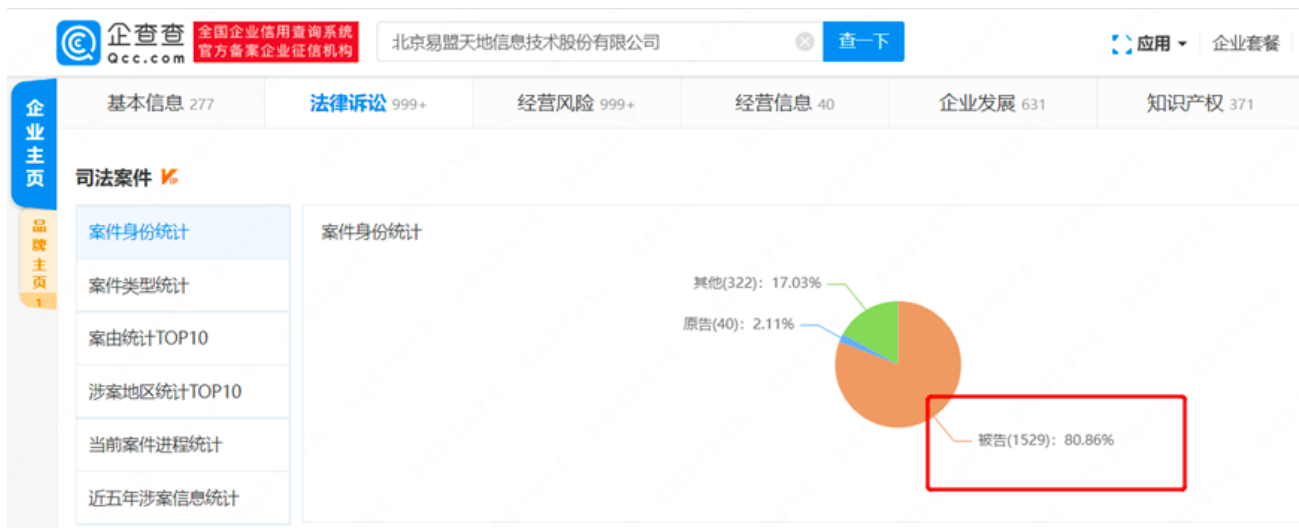 企查查
Qcc.com
全国企业信用查询系统
官方备案企业征信机构
北京易盟天地信息技术股份有限公司
查一下
应用
企业套餐
企业主页
品牌主页
1
基本信息 277
法律诉讼 999+
经营风险 999+
经营信息 40
企业发展 631
知识产权 371
司法案件
案件身份统计
案件类型统计
案由统计TOP10
涉案地区统计TOP10
当前案件进程统计
近五年涉案信息统计
案件身份统计
其他(322)：17.03%
原告(40)：2.11%
被告(1529)：80.86%